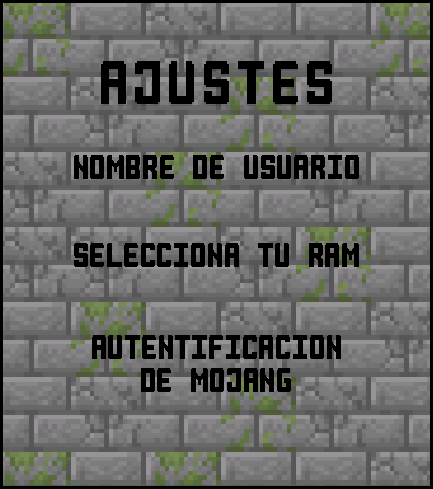 AJUSTES
NOMBRE DE USUARIO
SELECCIONA TU RAM
AUTENTIFICACION
DE MOJANG